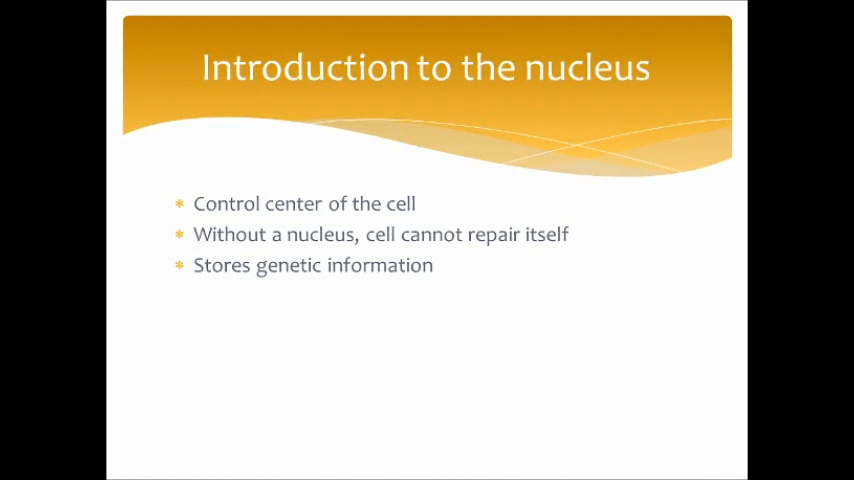 Introduction to the nucleus
Control center of the cell
Without a nucleus, cell cannot repair itself
Stores genetic information